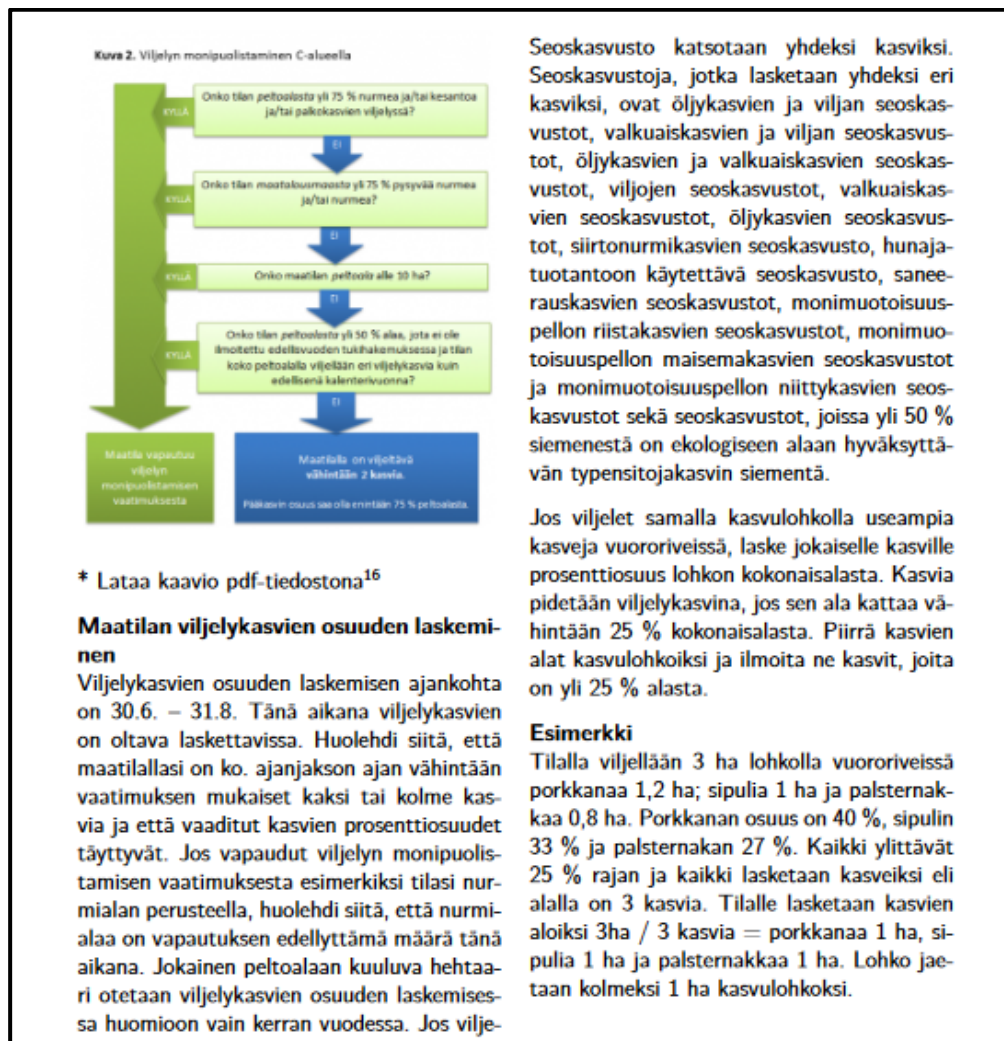 Kuva 2. Viljelyn monipuolistaminen C-alueella
Onko tilan peltoalasta yli 75 % nurmea ja/tai kesantoa
ja/tai palkokasvien viljelyssä?
KYLLÄ
EI
Onko tilan maatalousmaasta yli 75 % pysyvää nurmea
ja/tai nurmea?
KYLLÄ
EI
Onko maatilan peltoala alle 10 ha?
KYLLÄ
EI
Onko tilan peltoalasta yli 50 % alaa, jota ei ole
ilmoitettu edellisvuoden tukihakemuksessa ja tilan
koko peltoalalla viljellään eri viljelykasvia kuin
edellisenä kalenterivuonna?
KYLLÄ
EI
Maatila vapautuu
viljelyn
monipuolistamisen
vaatimuksesta
Maatilalla on viljeltävä
vähintään 2 kasvia.
Pääkasvin osuus saa olla enintään 75 % peltoalasta.
* Lataa kaavio pdf-tiedostona16
Maatilan viljelykasvien osuuden laskemi-
nen
Viljelykasvien osuuden laskemisen ajankohta
on 30.6. – 31.8. Tänä aikana viljelykasvien
on oltava laskettavissa. Huolehdi siitä, että
maatilallasi on ko. ajanjakson ajan vähintään
vaatimuksen mukaiset kaksi tai kolme kas-
via ja että vaaditut kasvien prosenttiosuudet
täyttyvät. Jos vapaudut viljelyn monipuolis-
tamisen vaatimuksesta esimerkiksi tilasi nur-
mialan perusteella, huolehdi siitä, että nurmi-
alaa on vapautuksen edellyttämä määrä tänä
aikana. Jokainen peltoalaan kuuluva hehtaa-
ri otetaan viljelykasvien osuuden laskemises-
sa huomioon vain kerran vuodessa. Jos vilje-
Seoskasvusto katsotaan yhdeksi kasviksi.
Seoskasvustoja, jotka lasketaan yhdeksi eri
kasviksi, ovat öljykasvien ja viljan seoskas-
vustot, valkuaiskasvien ja viljan seoskasvus-
tot, öljykasvien ja valkuaiskasvien seoskas-
vustot, viljojen seoskasvustot, valkuaiskas-
vien seoskasvustot, öljykasvien seoskasvus-
tot, siirtonurmikasvien seoskasvusto, hunaja-
tuotantoon käytettävä seoskasvusto, sanee-
rauskasvien seoskasvustot, monimuotoisuus-
pellon riistakasvien seoskasvustot, monimuo-
toisuuspellon maisemakasvien seoskasvustot
ja monimuotoisuuspellon niittykasvien seos-
kasvustot sekä seoskasvustot, joissa yli 50 %
siemenestä on ekologiseen alaan hyväksyttä-
vän typensitojakasvin siementä.
Jos viljelet samalla kasvulohkolla useampia
kasveja vuororiveissä, laske jokaiselle kasville
prosenttiosuus lohkon kokonaisalasta. Kasvia
pidetään viljelykasvina, jos sen ala kattaa vä-
hintään 25 % kokonaisalasta. Piirrä kasvien
alat kasvulohkoiksi ja ilmoita ne kasvit, joita
on yli 25 % alasta.
Esimerkki
Tilalla viljellään 3 ha lohkolla vuororiveissä
porkkanaa 1,2 ha; sipulia 1 ha ja palsternak-
kaa 0,8 ha. Porkkanan osuus on 40 %, sipulin
33 % ja palsternakan 27 %. Kaikki ylittävät
25 % rajan ja kaikki lasketaan kasveiksi eli
alalla on 3 kasvia. Tilalle lasketaan kasvien
aloiksi 3ha / 3 kasvia = porkkanaa 1 ha, si-
pulia 1 ha ja palsternakkaa 1 ha. Lohko jae-
taan kolmeksi 1 ha kasvulohkoksi.